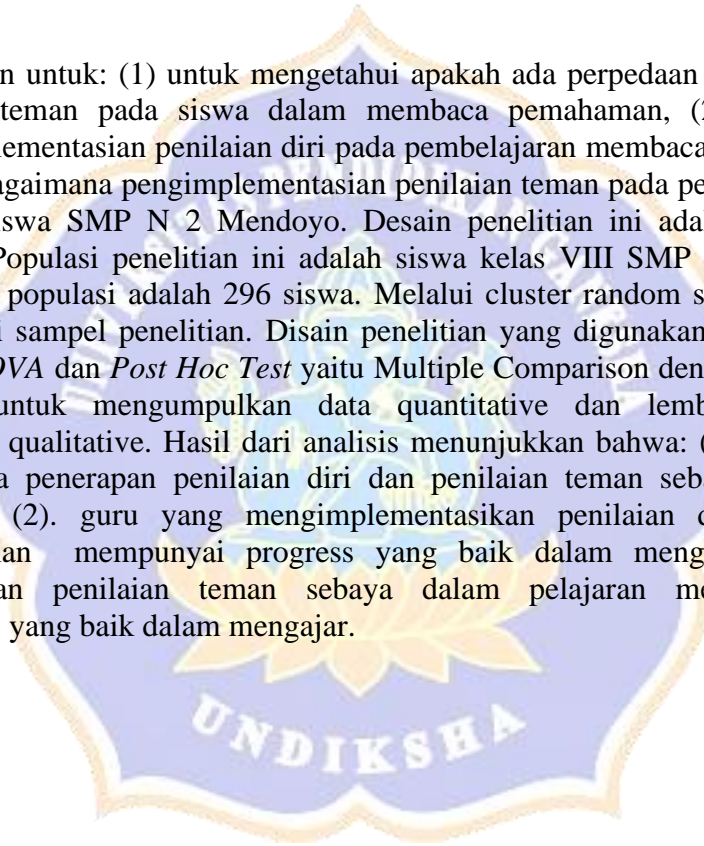 n untuk: (1) untuk mengetahui apakah ada perpedaan
teman pada siswa dalam membaca pemahaman, (2
lementasian penilaian diri pada pembelajaran membaca
agaimana pengimplementasian penilaian teman pada pe
iswa SMP N 2 Mendoyo. Desain penelitian ini adal
Populasi penelitian ini adalah siswa kelas VIII SMP
populasi adalah 296 siswa. Melalui cluster random s
i sampel penelitian. Disain penelitian yang digunakan
OVA dan Post Hoc Test yaitu Multiple Comparison den
untuk mengumpulkan data quantitative dan lemb
qualitative. Hasil dari analisis menunjukkan bahwa: (
a penerapan penilaian diri dan penilaian teman seba
(2). guru yang mengimplementasikan penilaian d
an mempunyai progress yang baik dalam meng
an penilaian teman sebaya dalam pelajaran me
yang baik dalam mengajar.
UNDIKSHA